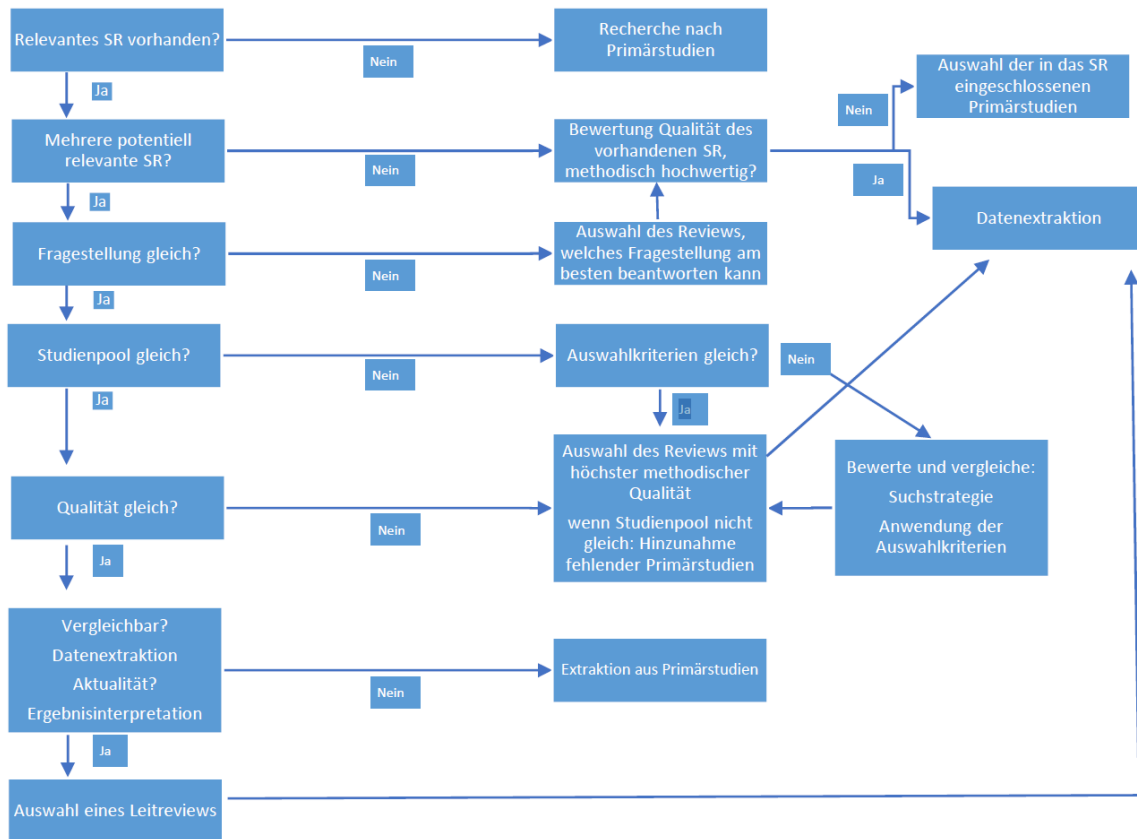 Relevantes SR vorhanden?
Nein
Recherche nach
Primärstudien
Ja
Auswahl der in das SR
eingeschlossenen
Primärstudien
Mehrere potentiell
relevante SR?
Nein
Bewertung Qualität des
vorhandenen SR,
methodisch hochwertig?
Nein
Ja
Ja
Datenextraktion
Fragestellung gleich?
Nein
Auswahl des Reviews,
welches Fragestellung am
besten beantworten kann
Ja
Studienpool gleich?
Nein
Auswahlkriterien gleich?
Nein
Ja
Ja
Auswahl des Reviews mit
höchster methodischer
Qualität
wenn Studienpool nicht
gleich: Hinzunahme
fehlender Primärstudien
Bewerte und vergleiche:
Suchstrategie
Anwendung der
Auswahlkriterien
Qualität gleich?
Nein
Ja
Vergleichbar?
Datenextraktion
Aktualität?
Ergebnisinterpretation
Nein
Extraktion aus Primärstudien
Ja
Auswahl eines Leitreviews